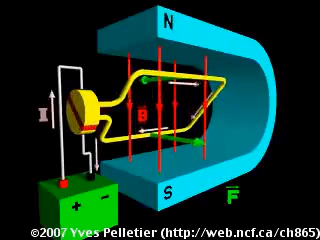 N
I
B
+ -
S
F
©2007 Yves Pelletier (http://web.ncf.ca/ch865)